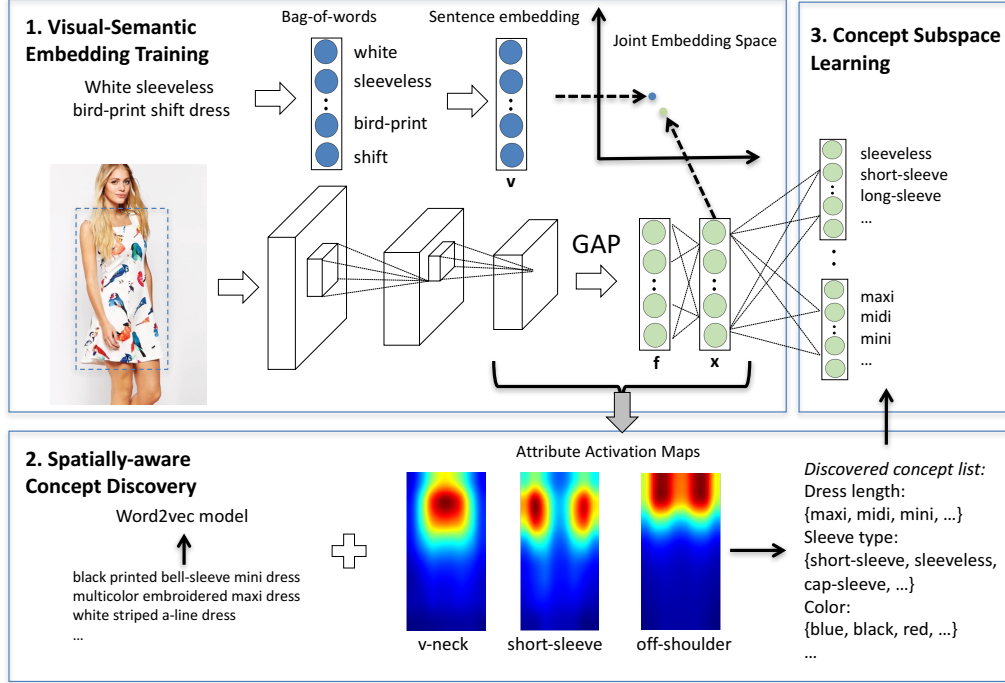 1. Visual-Semantic
Embedding Training
White sleeveless
bird-print shift dress
Bag-of-words
white
sleeveless
bird-print
shift
Sentence embedding
v
Joint Embedding Space
GAP
f
x
3. Concept Subspace
Learning
sleeveless
short-sleeve
long-sleeve
...
maxi
midi
mini
...
2. Spatially-aware
Concept Discovery
Word2vec model
black printed bell-sleeve mini dress
multicolor embroidered maxi dress
white striped a-line dress
...
Attribute Activation Maps
v-neck
short-sleeve
off-shoulder
Discovered concept list:
Dress length:
{maxi, midi, mini, ...}
Sleeve type:
{short-sleeve, sleeveless,
cap-sleeve, ...}
Color:
{blue, black, red, ...}
...